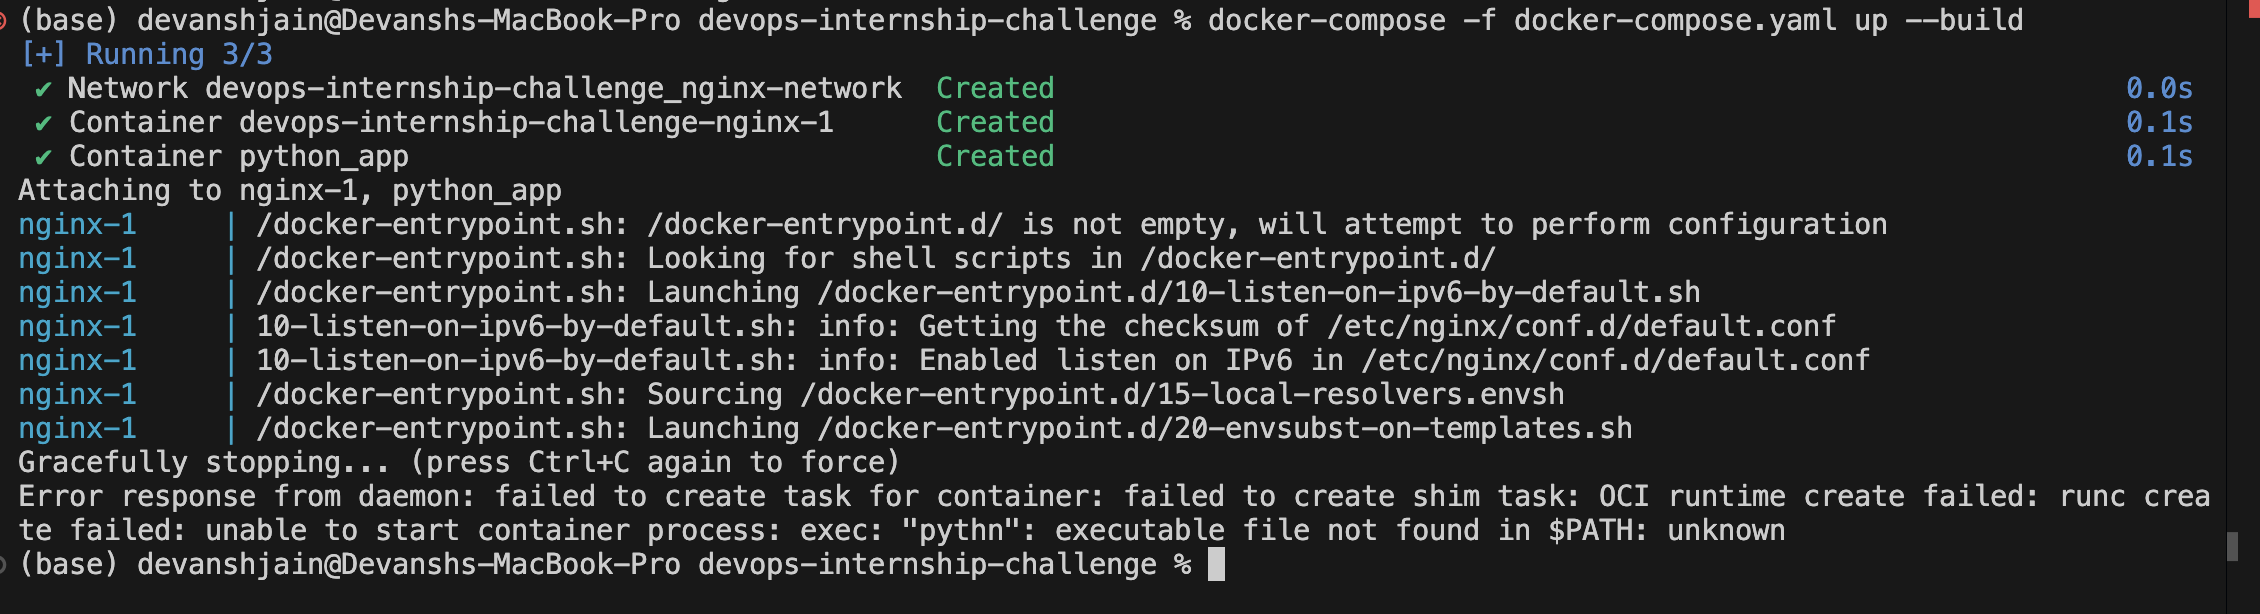 (base) devanshjain@Devanshs-MacBook-Pro devops-internship-challenge % docker-compose -f docker-compose.yaml up --build
[+] Running 3/3
✔ Network devops-internship-challenge_nginx-network Created 0.0s
✔ Container devops-internship-challenge-nginx-1 Created 0.1s
✔ Container python_app Created 0.1s
Attaching to nginx-1, python_app
nginx-1 | /docker-entrypoint.sh: /docker-entrypoint.d/ is not empty, will attempt to perform configuration
nginx-1 | /docker-entrypoint.sh: Looking for shell scripts in /docker-entrypoint.d/
nginx-1 | /docker-entrypoint.sh: Launching /docker-entrypoint.d/10-listen-on-ipv6-by-default.sh
nginx-1 | 10-listen-on-ipv6-by-default.sh: info: Getting the checksum of /etc/nginx/conf.d/default.conf
nginx-1 | 10-listen-on-ipv6-by-default.sh: info: Enabled listen on IPv6 in /etc/nginx/conf.d/default.conf
nginx-1 | /docker-entrypoint.sh: Sourcing /docker-entrypoint.d/15-local-resolvers.envsh
nginx-1 | /docker-entrypoint.sh: Launching /docker-entrypoint.d/20-envsubst-on-templates.sh
Gracefully stopping... (press Ctrl+C again to force)
Error response from daemon: failed to create task for container: failed to create shim task: OCI runtime create failed: runc crea
te failed: unable to start container process: exec: "pythn": executable file not found in $PATH: unknown
(base) devanshjain@Devanshs-MacBook-Pro devops-internship-challenge %